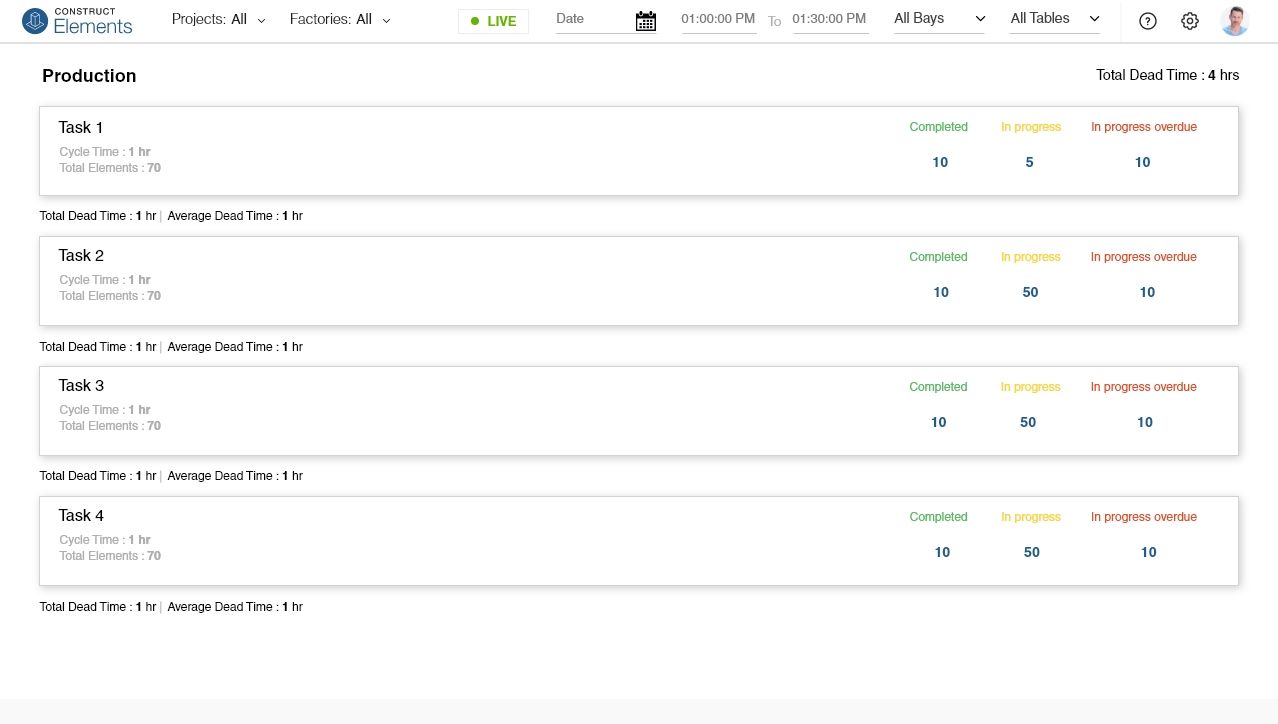 CONSTRUCT
Elements
Projects: All
Factories: All
LIVE
Date
01:00:00 PM To 01:30:00 PM
All Bays
All Tables
Production
Total Dead Time : 4 hrs
Task 1
Cycle Time : 1 hr
Total Elements : 70
Completed In progress In progress overdue
10 5 10
Total Dead Time : 1 hr | Average Dead Time : 1 hr
Task 2
Cycle Time : 1 hr
Total Elements : 70
Completed In progress In progress overdue
10 50 10
Total Dead Time : 1 hr | Average Dead Time : 1 hr
Task 3
Cycle Time : 1 hr
Total Elements : 70
Completed In progress In progress overdue
10 50 10
Total Dead Time : 1 hr | Average Dead Time : 1 hr
Task 4
Cycle Time : 1 hr
Total Elements : 70
Completed In progress In progress overdue
10 50 10
Total Dead Time : 1 hr | Average Dead Time : 1 hr